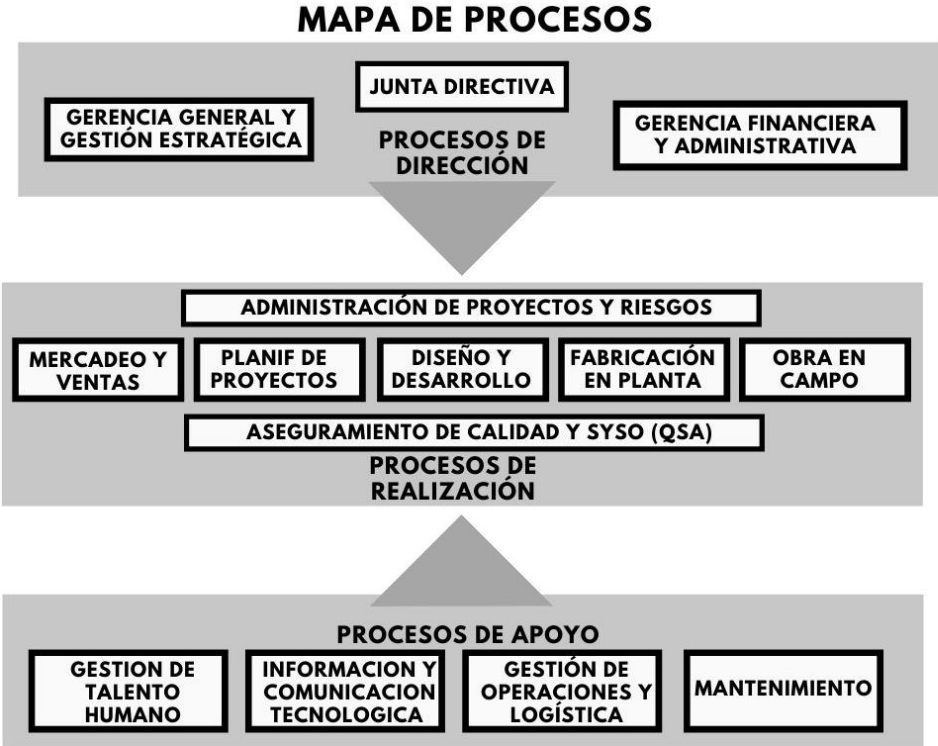 MAPA DE PROCESOS
JUNTA DIRECTIVA
GERENCIA GENERAL Y
GESTIÓN ESTRATÉGICA
GERENCIA FINANCIERA
Y ADMINISTRATIVA
PROCESOS DE
DIRECCIÓN
ADMINISTRACIÓN DE PROYECTOS Y RIESGOS
MERCADEO Y
VENTAS
PLANIF DE
PROYECTOS
DISEÑO Y
DESARROLLO
FABRICACIÓN
EN PLANTA
OBRA EN
CAMPO
ASEGURAMIENTO DE CALIDAD Y SYSO (QSA)
PROCESOS DE
REALIZACIÓN
PROCESOS DE APOYO
GESTION DE
TALENTO
HUMANO
INFORMACION Y
COMUNICACION
TECNOLOGICA
GESTIÓN DE
OPERACIONES Y
LOGÍSTICA
MANTENIMIENTO